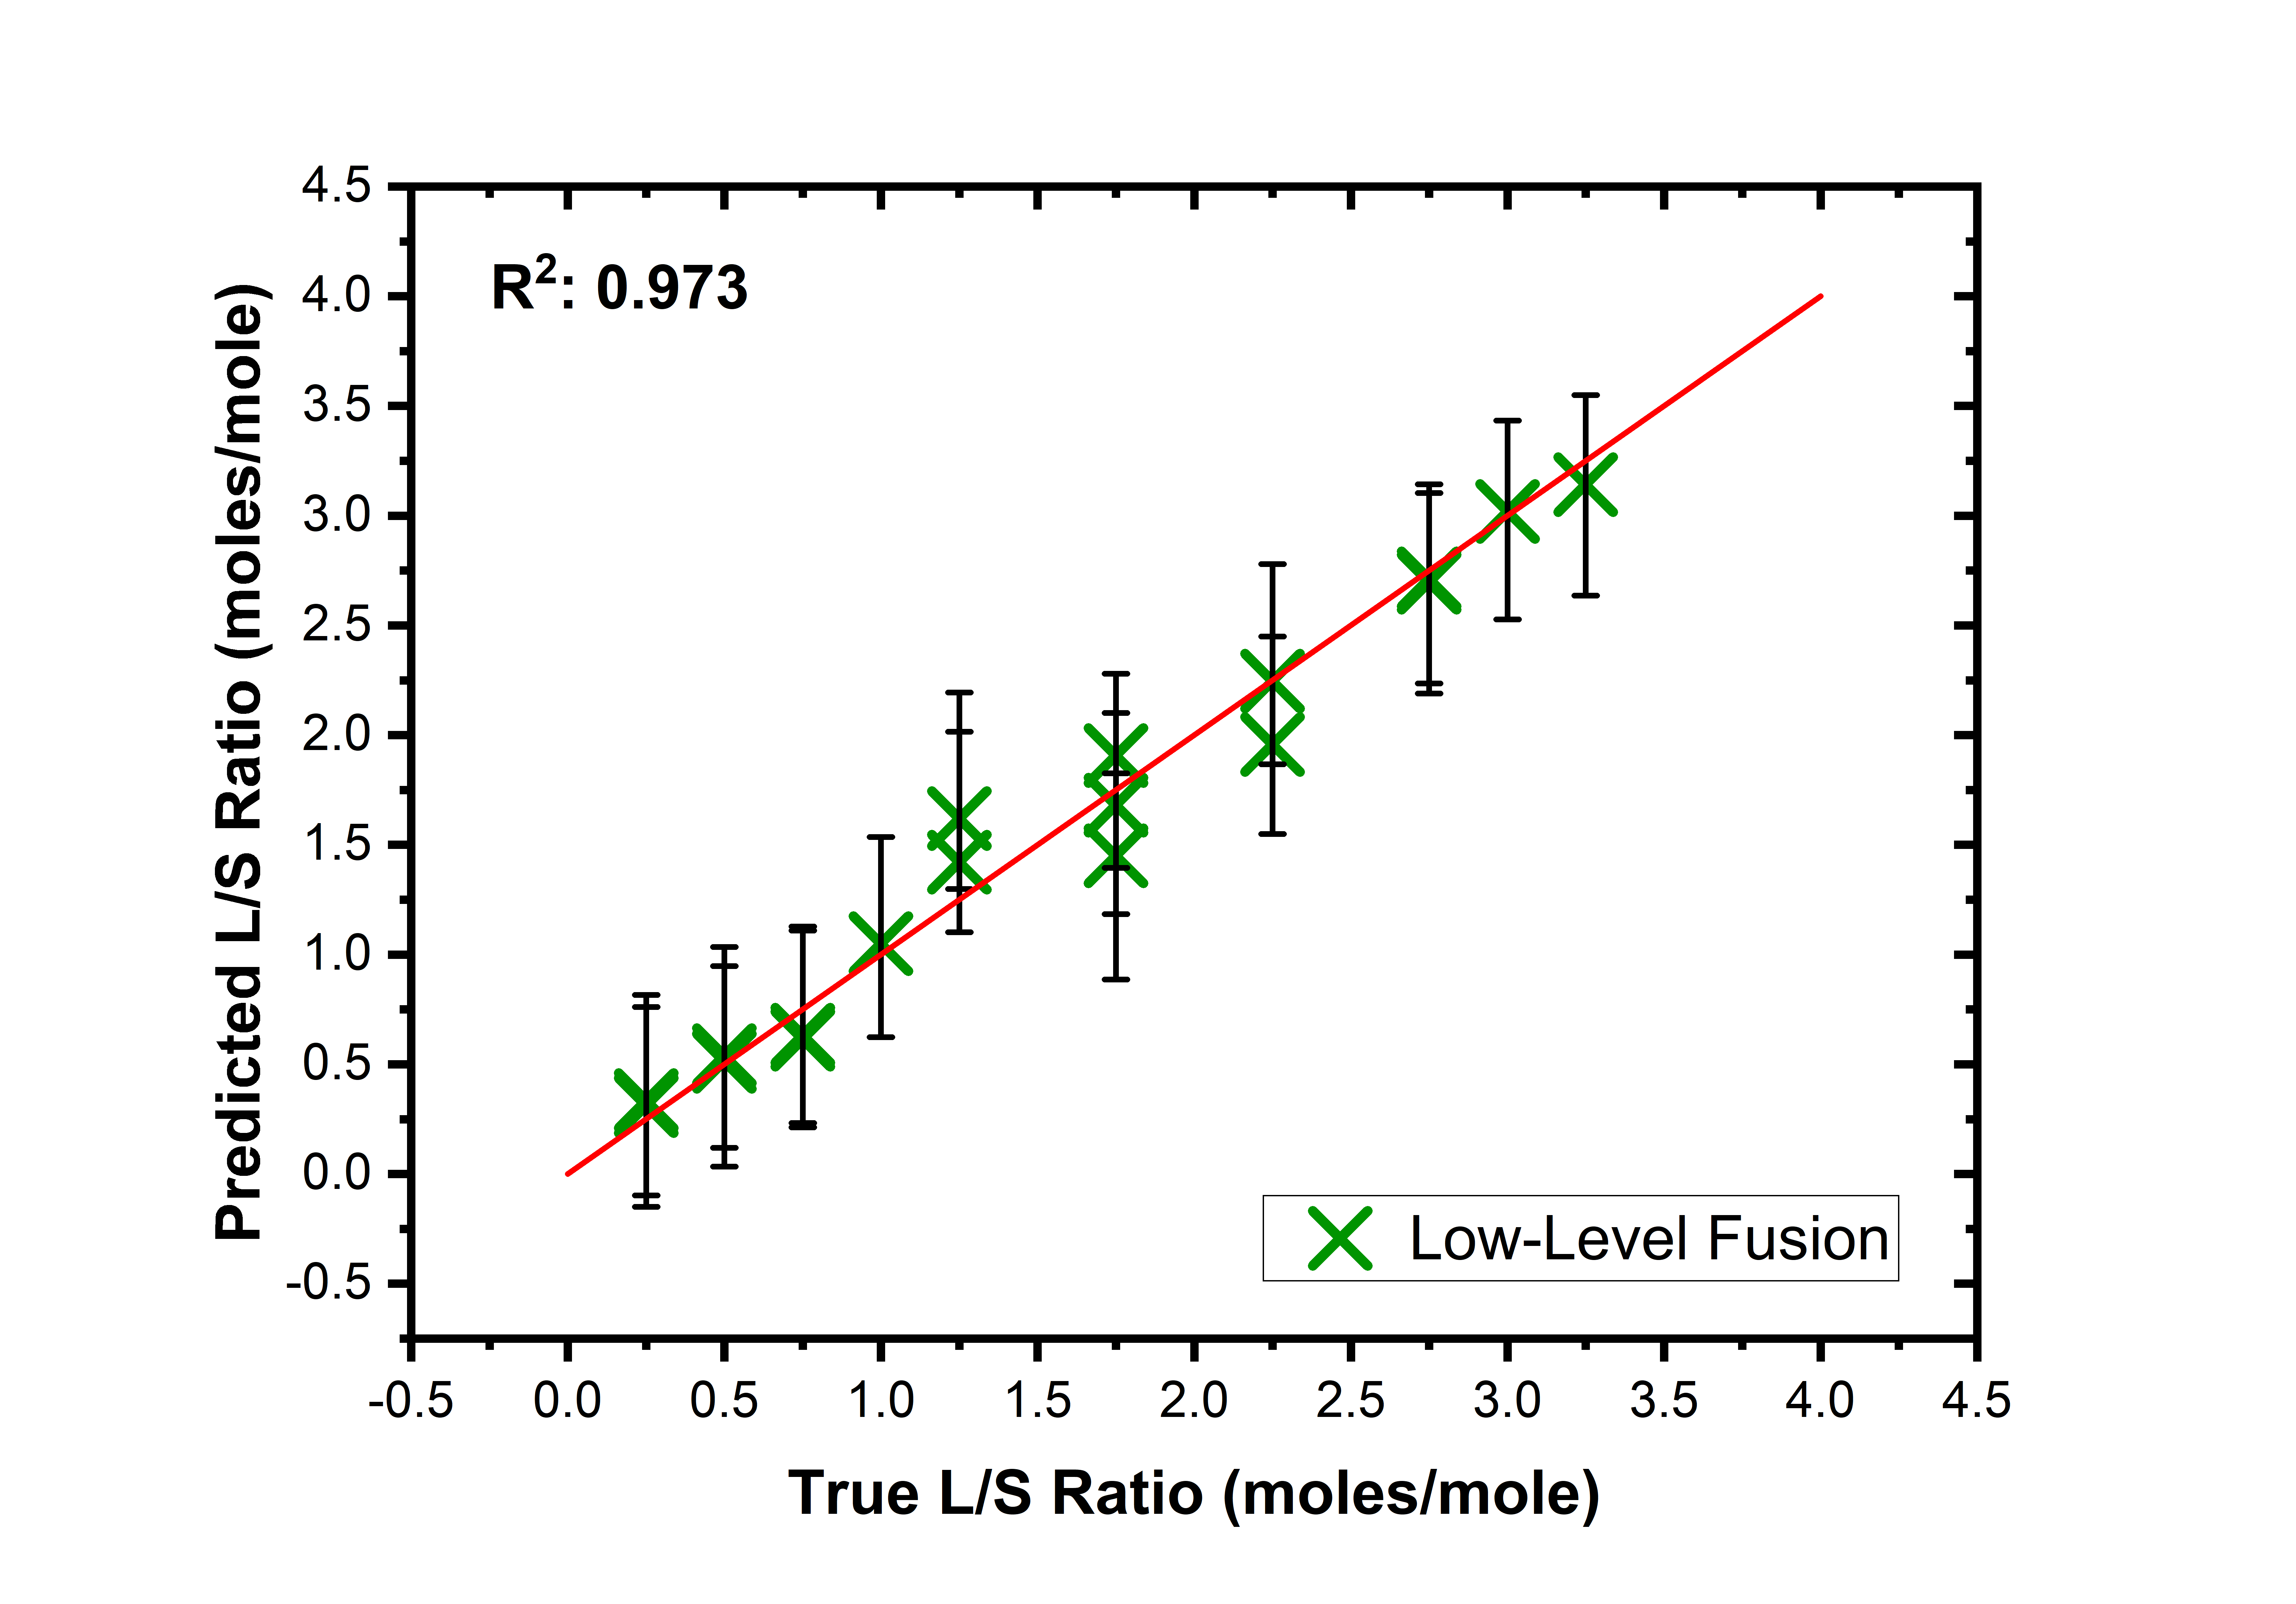 R²: 0.973
Predicted L/S Ratio (moles/mole)
4.5
4.0
3.5
3.0
2.5
2.0
1.5
1.0
0.5
0.0
-0.5
Low-Level Fusion
-0.5 0.0 0.5 1.0 1.5 2.0 2.5 3.0 3.5 4.0 4.5
True L/S Ratio (moles/mole)